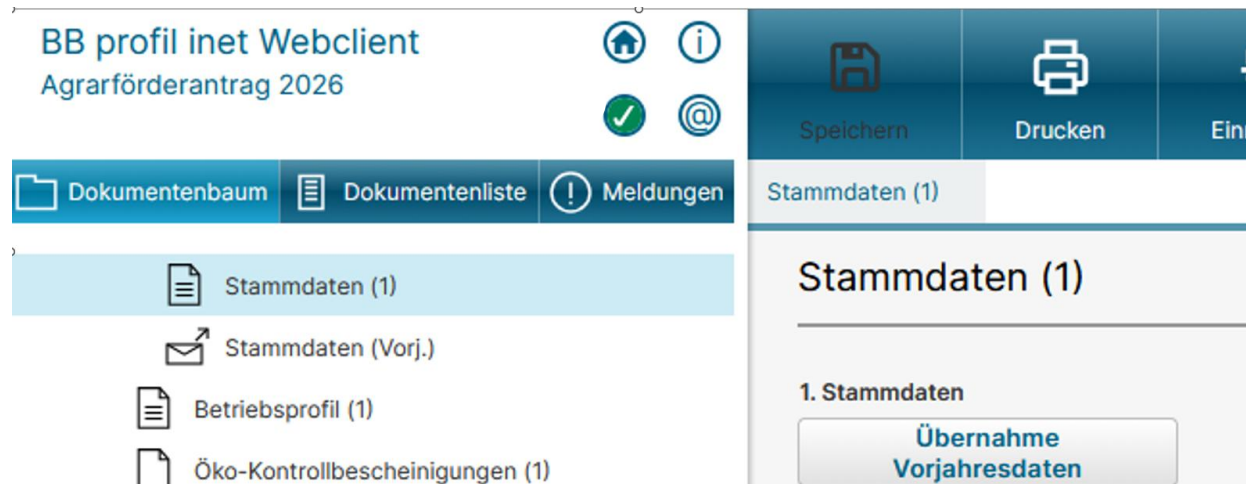 BB profil inet Webclient
Agrarförderantrag 2026
Speichern
Drucken
Dokumentenbaum
Dokumentenliste
Meldungen
Stammdaten (1)
Stammdaten (1)
Stammdaten (Vorj.)
Betriebsprofil (1)
Öko-Kontrollbescheinigungen (1)
Stammdaten (1)
1. Stammdaten
Übernahme
Vorjahresdaten